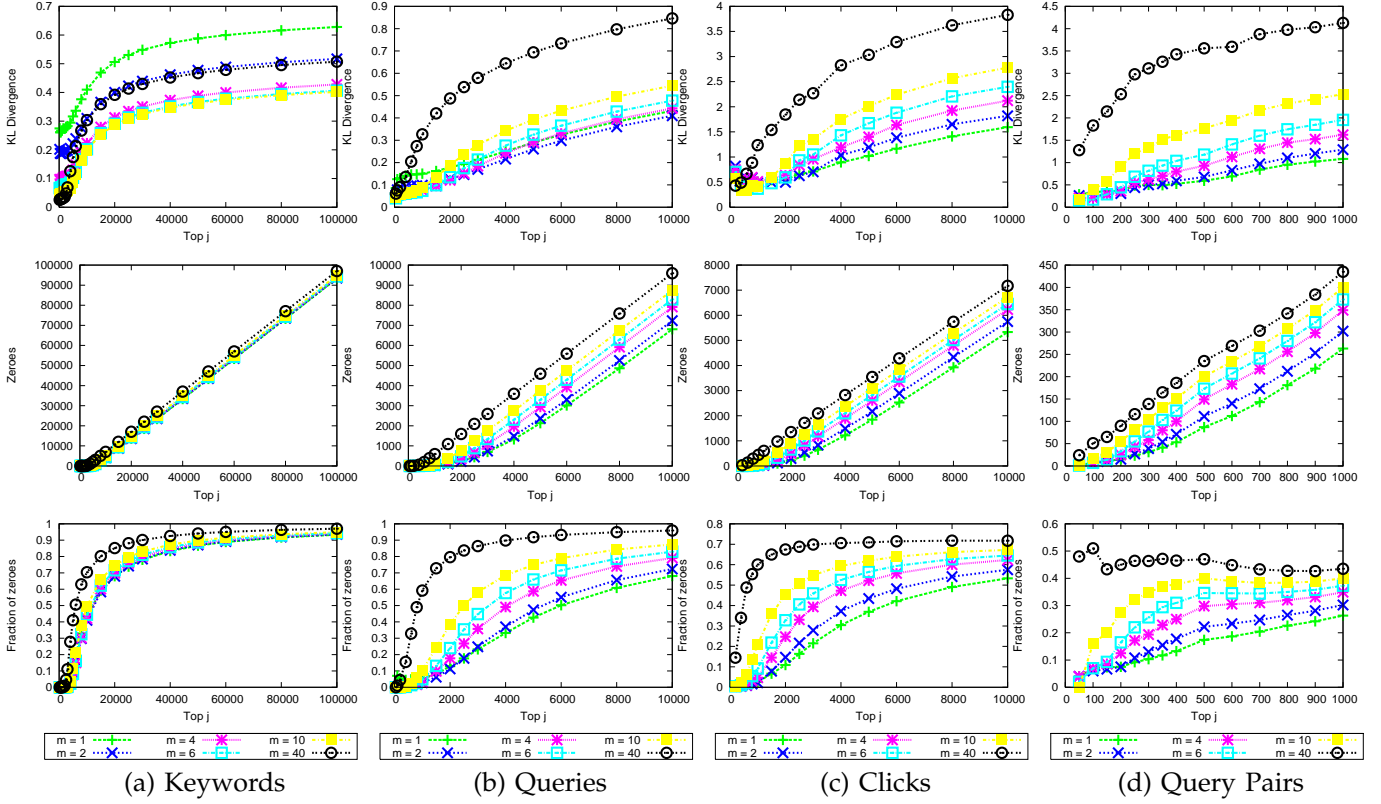 KL Divergence
0.7
0.6
0.5
0.4
0.3
0.2
0.1
0
0 20000 40000 60000 80000 100000
Top j
KL Divergence
0.9
0.8
0.7
0.6
0.5
0.4
0.3
0.2
0.1
0
0 2000 4000 6000 8000 10000
Top j
KL Divergence
4
3.5
3
2.5
2
1.5
1
0.5
0
0 1000 2000 3000 4000 5000 6000 7000 8000 9000 10000
Top j
KL Divergence
4.5
4
3.5
3
2.5
2
1.5
1
0.5
0
0 100 200 300 400 500 600 700 800 900 1000
Top j
Zeroes
100000
90000
80000
70000
60000
50000
40000
30000
20000
10000
0
0 20000 40000 60000 80000 100000
Top j
Zeroes
10000
9000
8000
7000
6000
5000
4000
3000
2000
1000
0
0 2000 4000 6000 8000 10000
Top j
Zeroes
8000
7000
6000
5000
4000
3000
2000
1000
0
0 1000 2000 3000 4000 5000 6000 7000 8000 9000 10000
Top j
Zeroes
450
400
350
300
250
200
150
100
50
0
0 100 200 300 400 500 600 700 800 900 1000
Top j
Fraction of zeroes
1
0.9
0.8
0.7
0.6
0.5
0.4
0.3
0.2
0.1
0
0 20000 40000 60000 80000 100000
Top j
Fraction of zeroes
1
0.9
0.8
0.7
0.6
0.5
0.4
0.3
0.2
0.1
0
0 2000 4000 6000 8000 10000
Top j
Fraction of zeroes
0.8
0.7
0.6
0.5
0.4
0.3
0.2
0.1
0
0 1000 2000 3000 4000 5000 6000 7000 8000 9000 10000
Top j
Fraction of zeroes
0.6
0.5
0.4
0.3
0.2
0.1
0
0 100 200 300 400 500 600 700 800 900 1000
Top j
m = 1 m = 4 m = 10
m = 2 m = 6 m = 40
m = 1 m = 4 m = 10
m = 2 m = 6 m = 40
m = 1 m = 4 m = 10
m = 2 m = 6 m = 40
m = 1 m = 4 m = 10
m = 2 m = 6 m = 40
(a) Keywords
(b) Queries
(c) Clicks
(d) Query Pairs